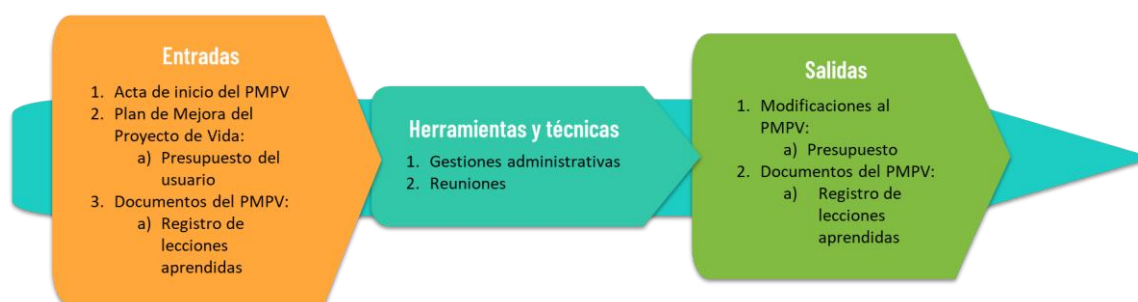 Entradas
1. Acta de inicio del PMPV
2. Plan de Mejora del
Proyecto de Vida:
a) Presupuesto del
usuario
3. Documentos del PMPV:
a) Registro de
lecciones
aprendidas
Herramientas y técnicas
1. Gestiones administrativas
2. Reuniones
Salidas
1. Modificaciones al
PMPV:
a) Presupuesto
2. Documentos del PMPV:
a) Registro de
lecciones
aprendidas